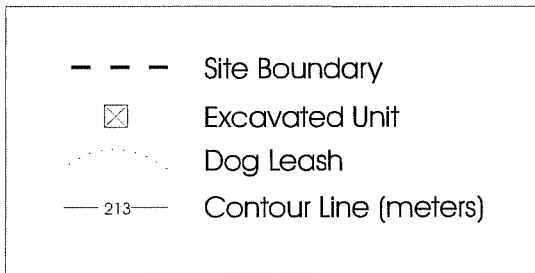 Site Boundary
Excavated Unit
Dog Leash
213 Contour Line (meters)